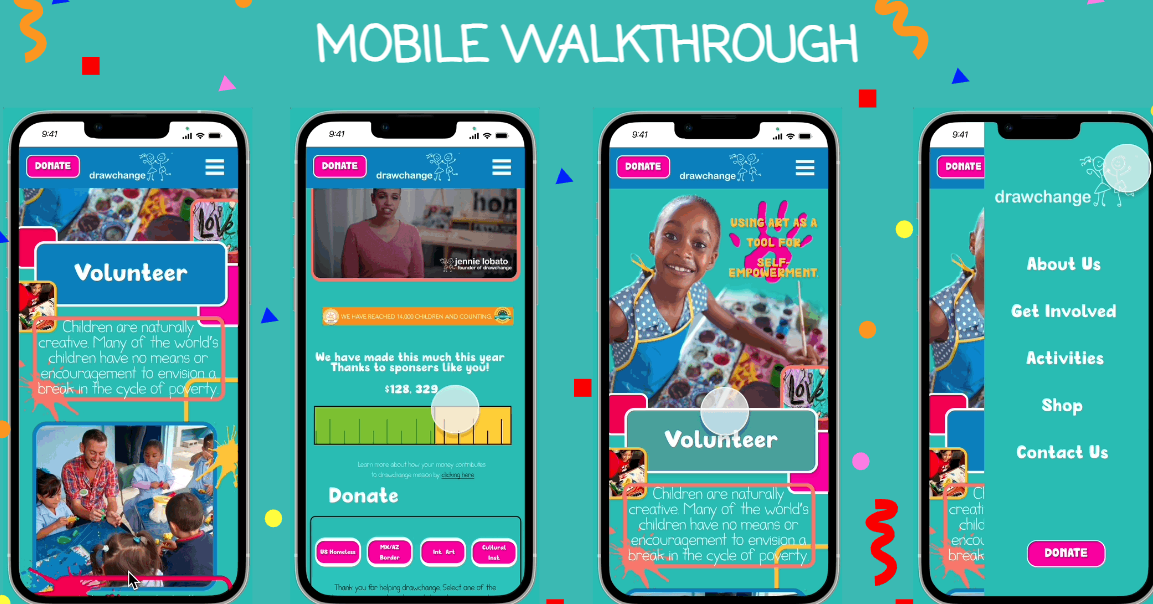 MOBILE WALKTHROUGH
9:41
DONATE
drawchange
Love
Volunteer
Children are naturally
creative. Many of the world's
children have no means or
encouragement to envision a
break in the cycle of poverty.
9:41
DONATE
drawchange
hon
jennie lobato
founder of drawchange
WE HAVE REACHED 14,000 CHILDREN AND COUNTING.
We have made this much this year
Thanks to sponsers like you!
$128, 329
Learn more about how your money contributes
to drawchange mission by clicking here
Donate
US Homeless
MX/AZ
Border
Int Art
Cultural
Inst.
Thank you for helping drawchange. Select one of the
9:41
DONATE
drawchange
USING ART AS A
TOOL FOR
SELF-
EMPOWERMENT
Love
Volunteer
Children are naturally
creative. Many of the world's
children have no means or
encouragement to envision a
break in the cycle of poverty.
9:41
DONATE
drawchange
About Us
Get Involved
Activities
Shop
Contact Us
Cl
creati
child
encou
break
DONATE